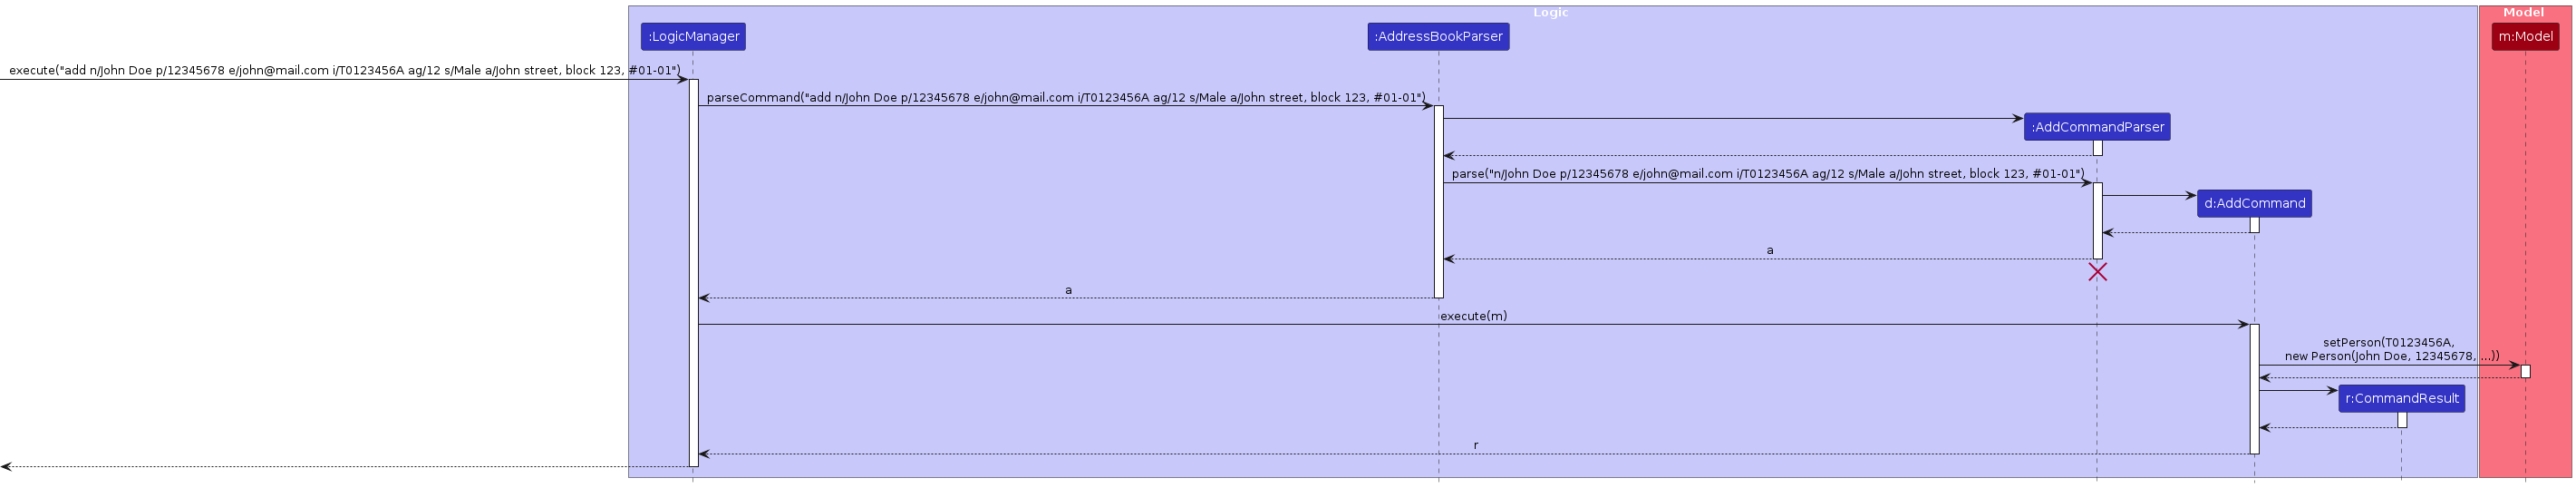 Logic
Model
:LogicManager
:AddressBookParser
m:Model
execute("add n/John Doe p/12345678 e/john@mail.com i/T0123456A ag/12 s/Male a/John street, block 123, #01-01")
parseCommand("add n/John Doe p/12345678 e/john@mail.com i/T0123456A ag/12 s/Male a/John street, block 123, #01-01")
:AddCommandParser
parse("n/John Doe p/12345678 e/john@mail.com i/T0123456A ag/12 s/Male a/John street, block 123, #01-01")
d:AddCommand
a
a
execute(m)
setPerson(T0123456A,
new Person(John Doe, 12345678, ...))
r:CommandResult
r